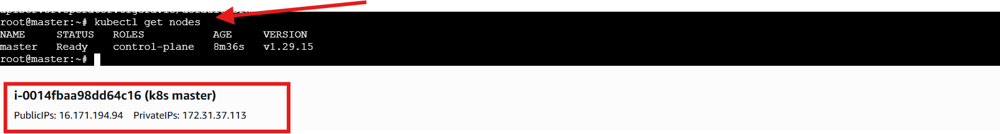 root@master:~# kubectl get nodes
NAME STATUS ROLES AGE VERSION
master Ready control-plane 8m36s v1.29.15
root@master:~#
i-0014fbaa98dd64c16 (k8s master)
PublicIPs: 16.171.194.94 PrivateIPs: 172.31.37.113